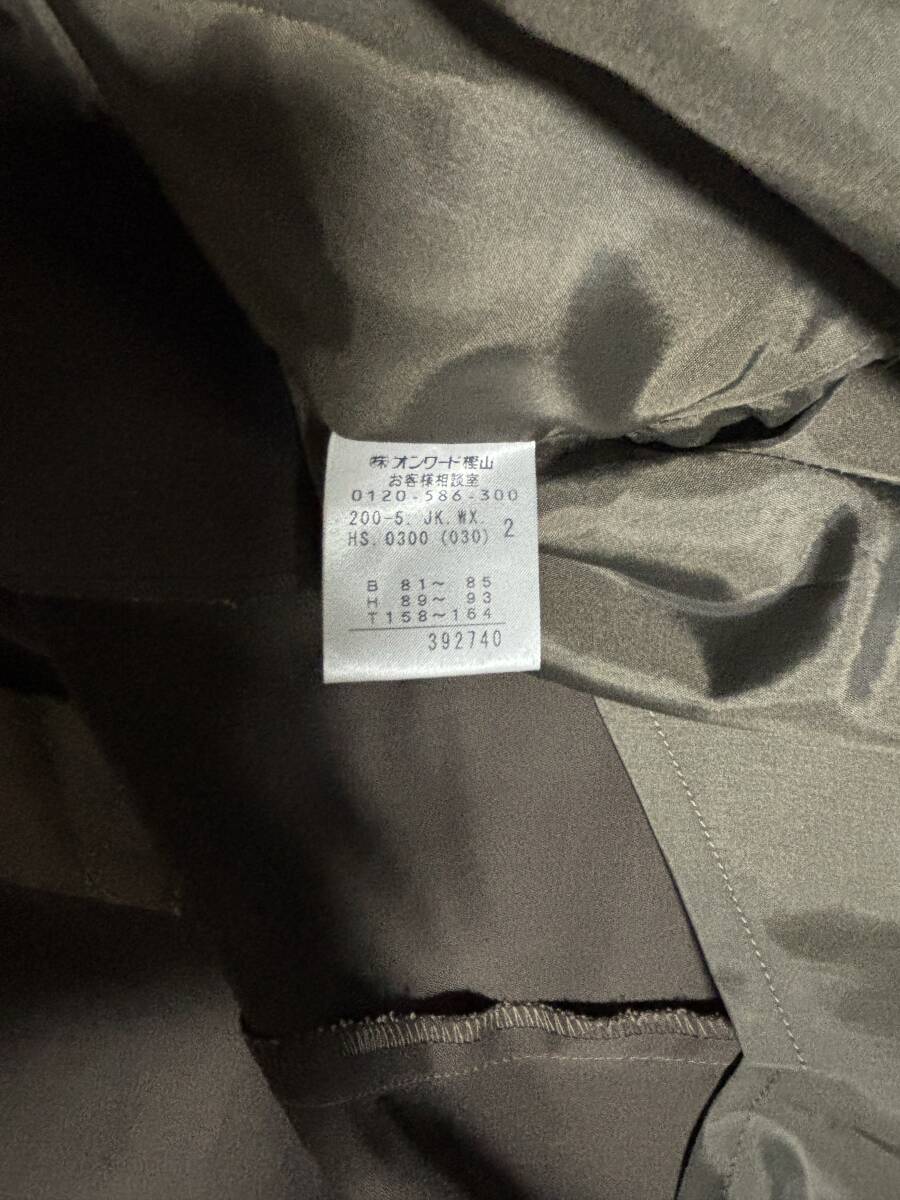 ㈱オンワード樫山
お客様相談室
0120-586-300
200-5. JK. WX.
HS. 0300 (030) 2
B 81〜 85
H 89〜 93
T158〜164
392740